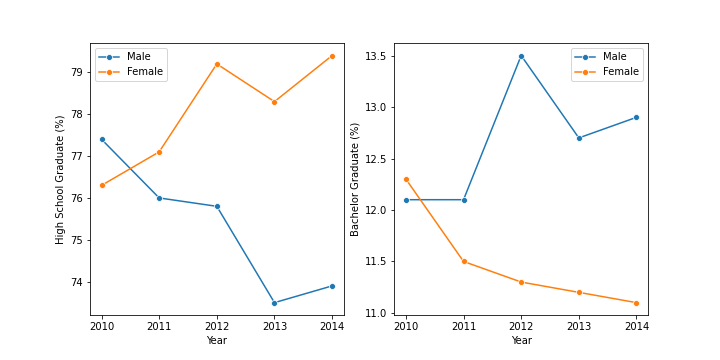 Male
Female
79
78
77
76
75
74
High School Graduate (%)
2010 2011 2012 2013 2014
Year
Male
Female
13.5
13.0
12.5
12.0
11.5
11.0
Bachelor Graduate (%)
2010 2011 2012 2013 2014
Year